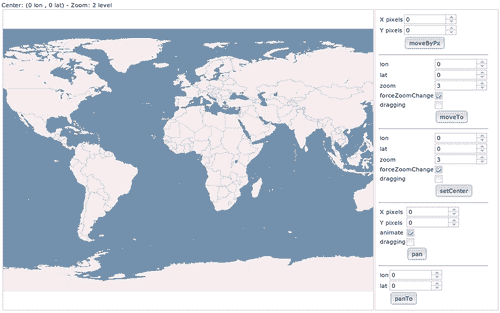 Center: (0 lon , 0 lat) - Zoom: 2 level
X pixels 0
Y pixels 0
moveByPx
lon 0
lat 0
zoom 3
forceZoomChange
dragging
moveTo
lon 0
lat 0
zoom 3
forceZoomChange
dragging
setCenter
X pixels 0
Y pixels 0
animate
dragging
pan
lon 0
lat 0
panTo